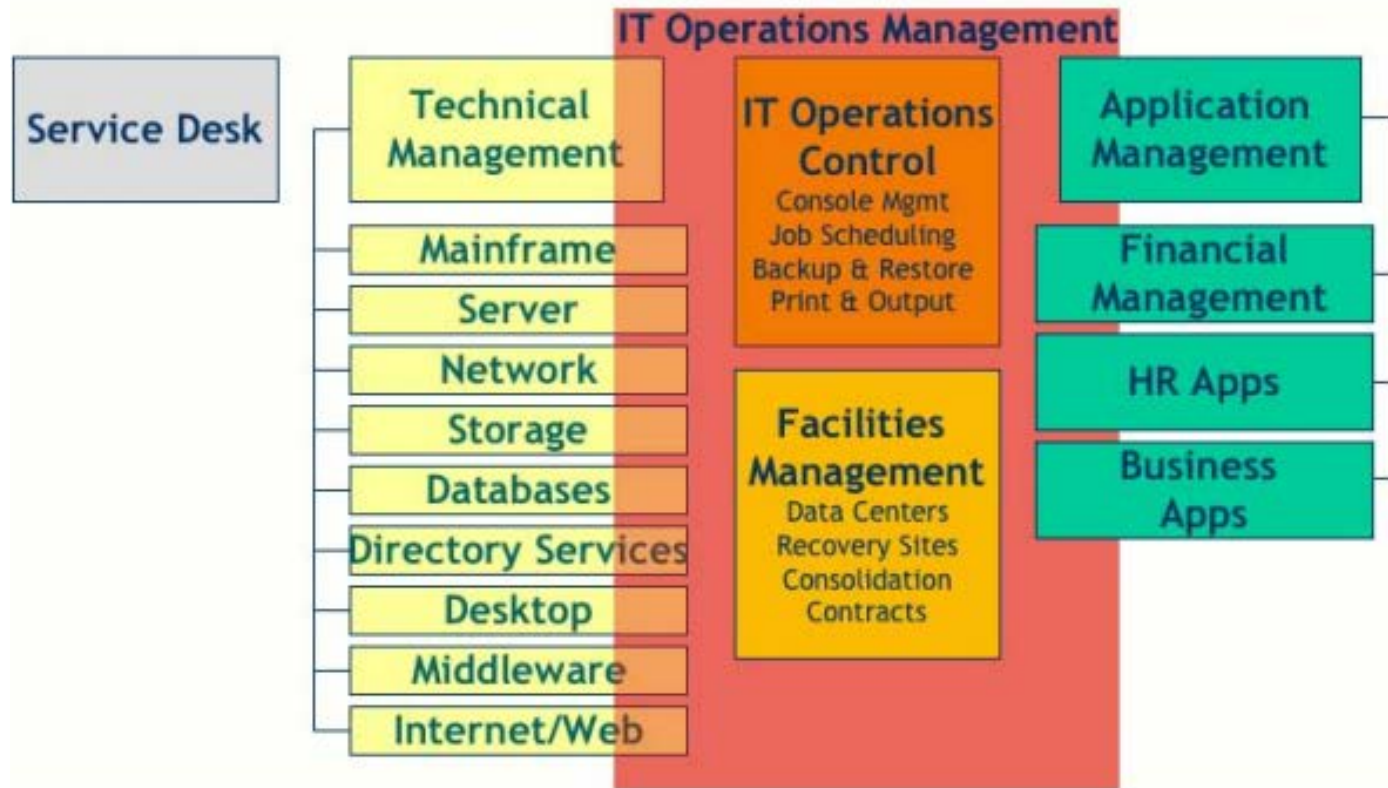 IT Operations Management
Service Desk
Technical
Management
Mainframe
Server
Network
Storage
Databases
Directory Services
Desktop
Middleware
Internet/Web
IT Operations
Control
Console Mgmt
Job Scheduling
Backup & Restore
Print & Output
Facilities
Management
Data Centers
Recovery Sites
Consolidation
Contracts
Application
Management
Financial
Management
HR Apps
Business
Apps